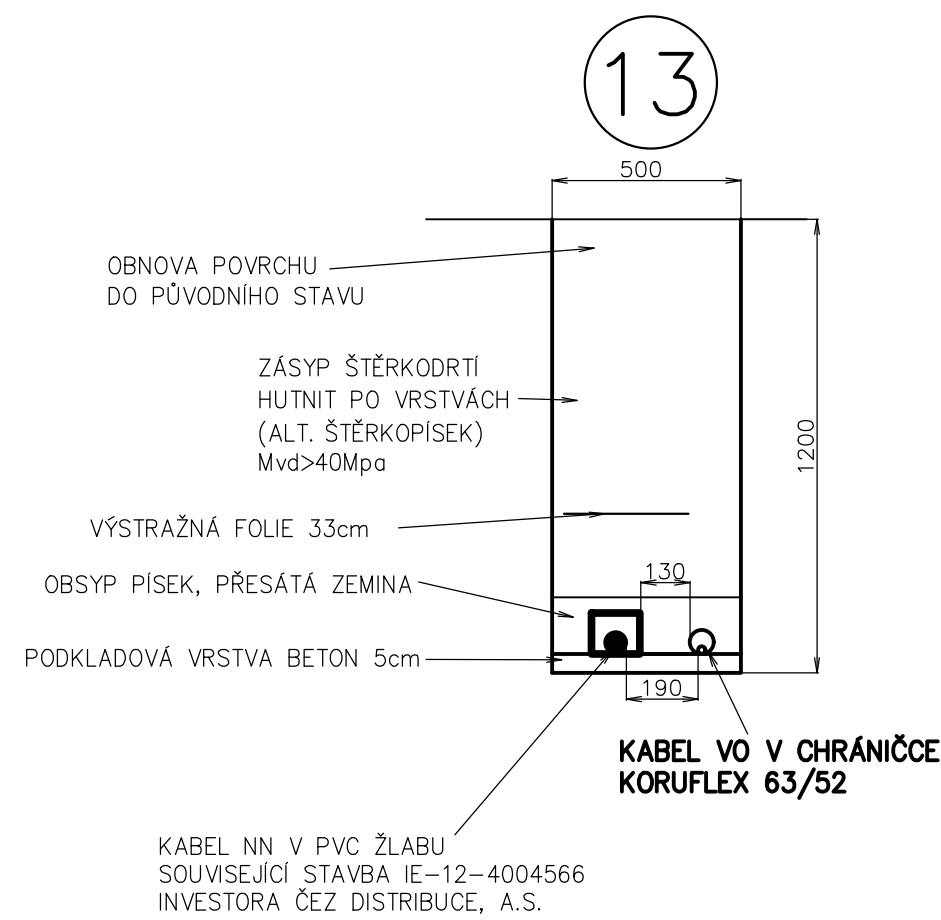 13
500
OBNOVA POVRCHU
DO PŮVODNÍHO STAVU
ZÁSYP ŠTĚRKODRTÍ
HUTNIT PO VRSTVÁCH
(ALT. ŠTĚRKOPÍSEK)
Mvd>40Mpa
1200
VÝSTRAŽNÁ FOLIE 33cm
130
OBSYP PÍSEK, PŘESÁTÁ ZEMINA
PODKLADOVÁ VRSTVA BETON 5cm
190
KABEL VO V CHRÁNIČCE
KORUFLEX 63/52
KABEL NN V PVC ŽLABU
SOUVISEJÍCÍ STAVBA IE-12-4004566
INVESTORA ČEZ DISTRIBUCE, A.S.